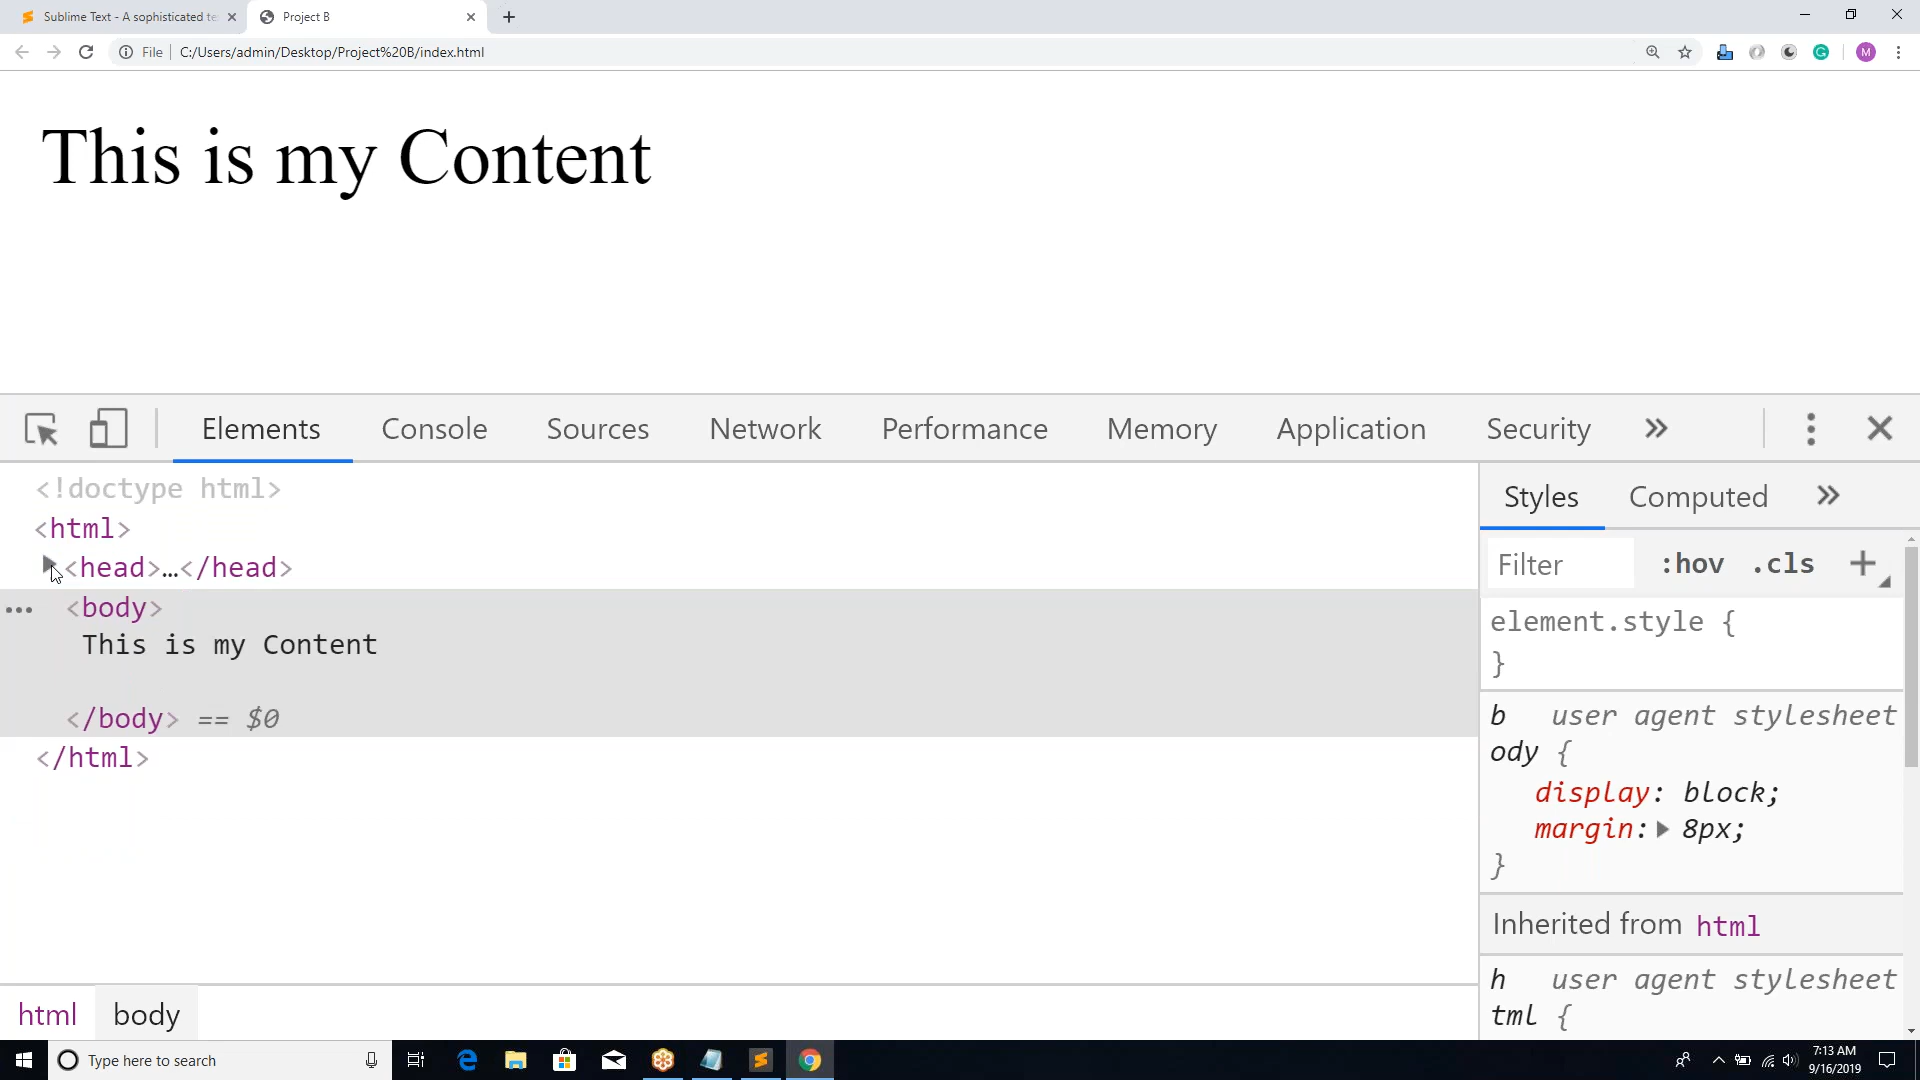 Sublime Text - A sophisticated te
Project B
File
C:/Users/admin/Desktop/Project%20B/index.html
M
This is my Content
Elements
Console
Sources
Network
Performance
Memory
Application
Security
<!doctype html>
<html>
<head>…</head>
<body>
This is my Content
</body> == $0
</html>
Styles
Computed
Filter
:hov
.cls
element.style {
}
b user agent stylesheet
ody {
display: block;
margin: 8px;
}
Inherited from html
h user agent stylesheet
tml {
html
body
Type here to search
7:13 AM
9/16/2019